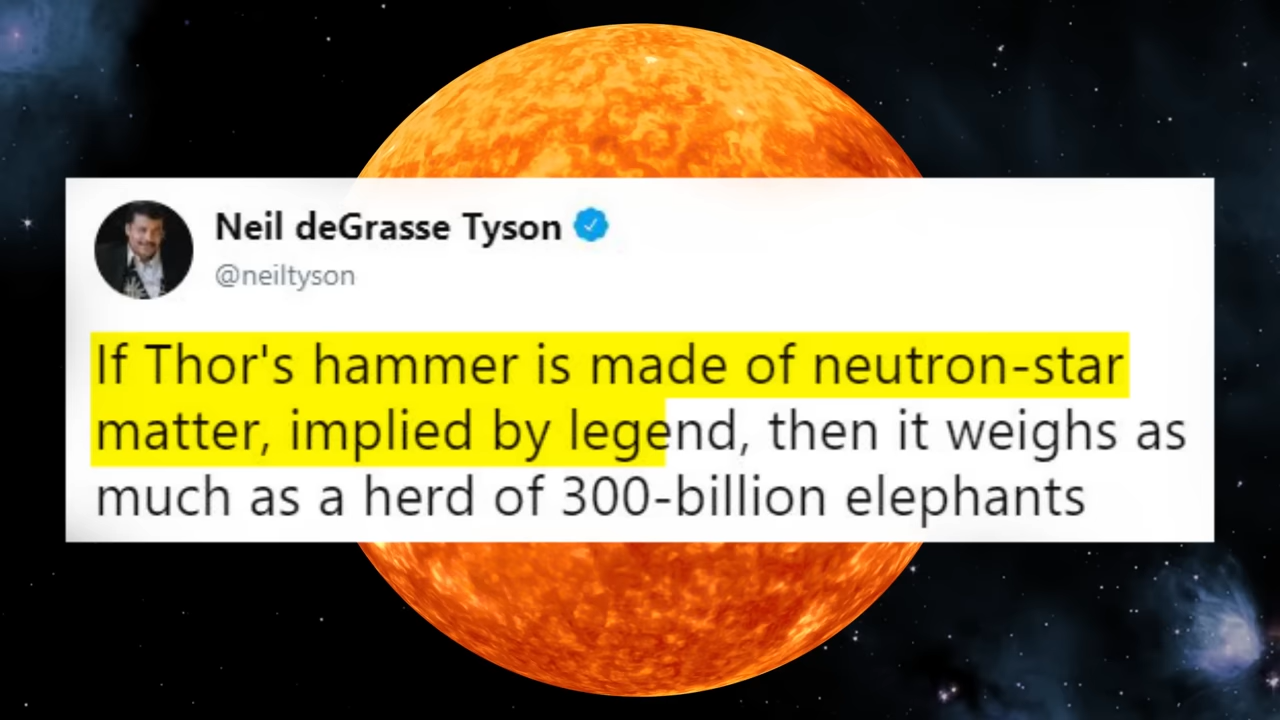 Neil deGrasse Tyson
@neiltyson
If Thor's hammer is made of neutron-star
matter, implied by legend, then it weighs as
much as a herd of 300-billion elephants